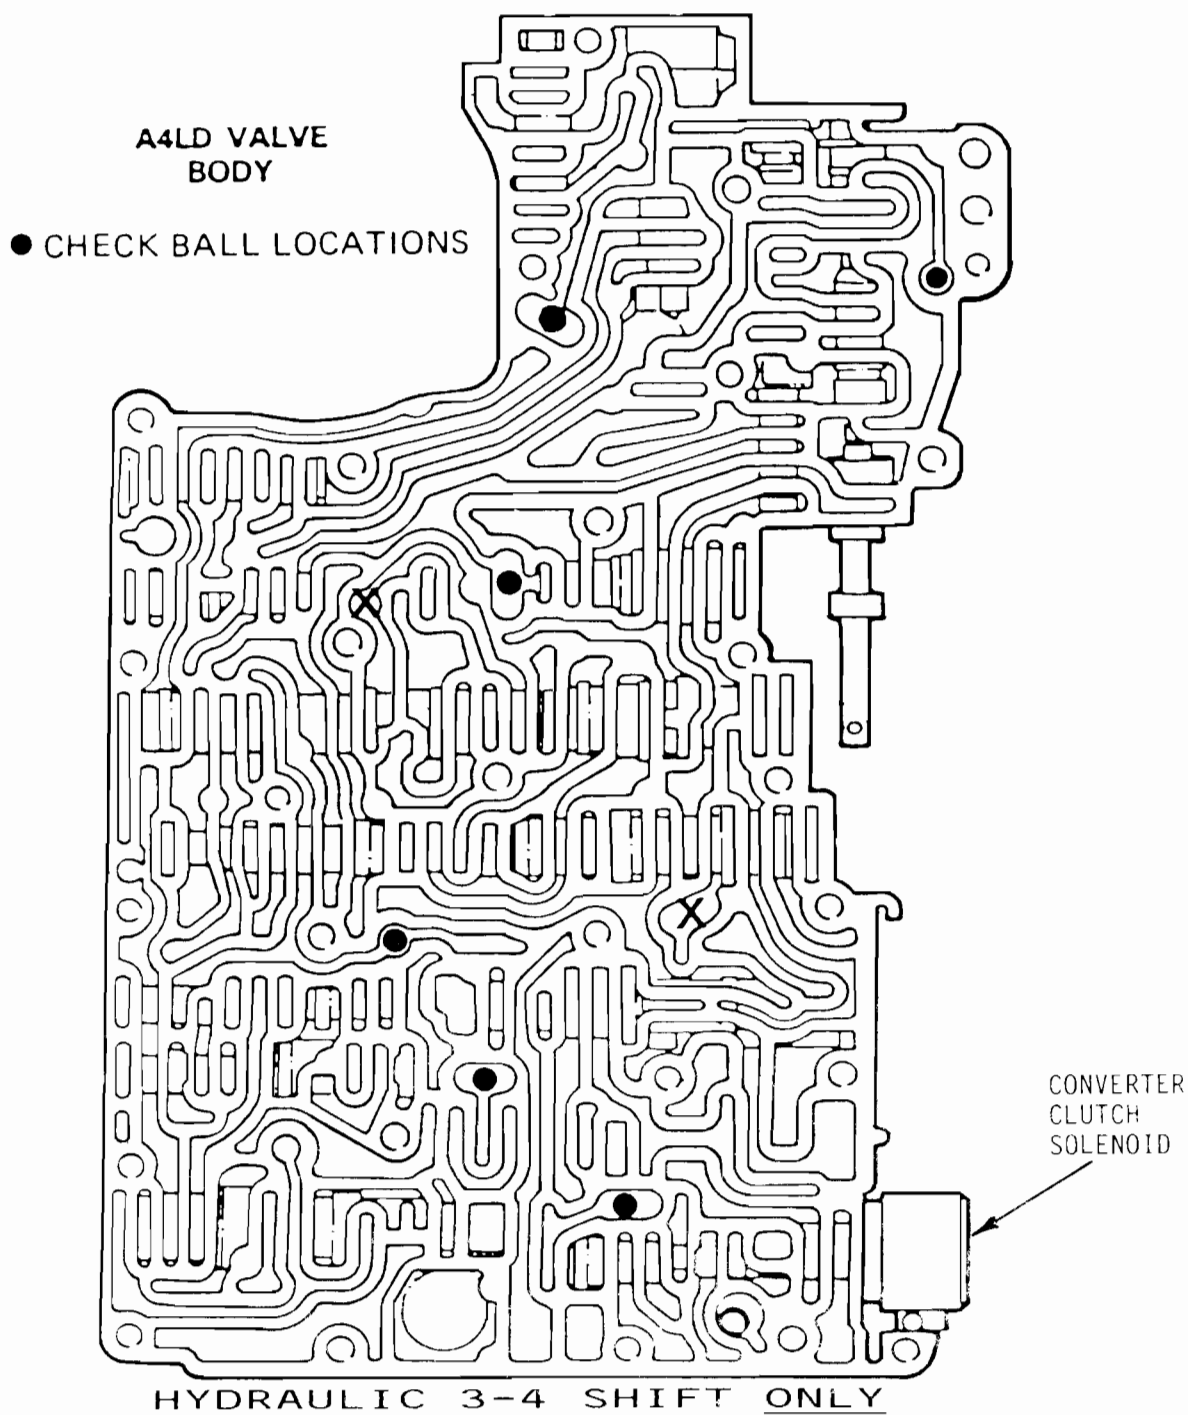 A4LD VALVE
BODY
● CHECK BALL LOCATIONS
X
X
CONVERTER
CLUTCH
SOLENOID
HYDRAULIC 3-4 SHIFT ONLY